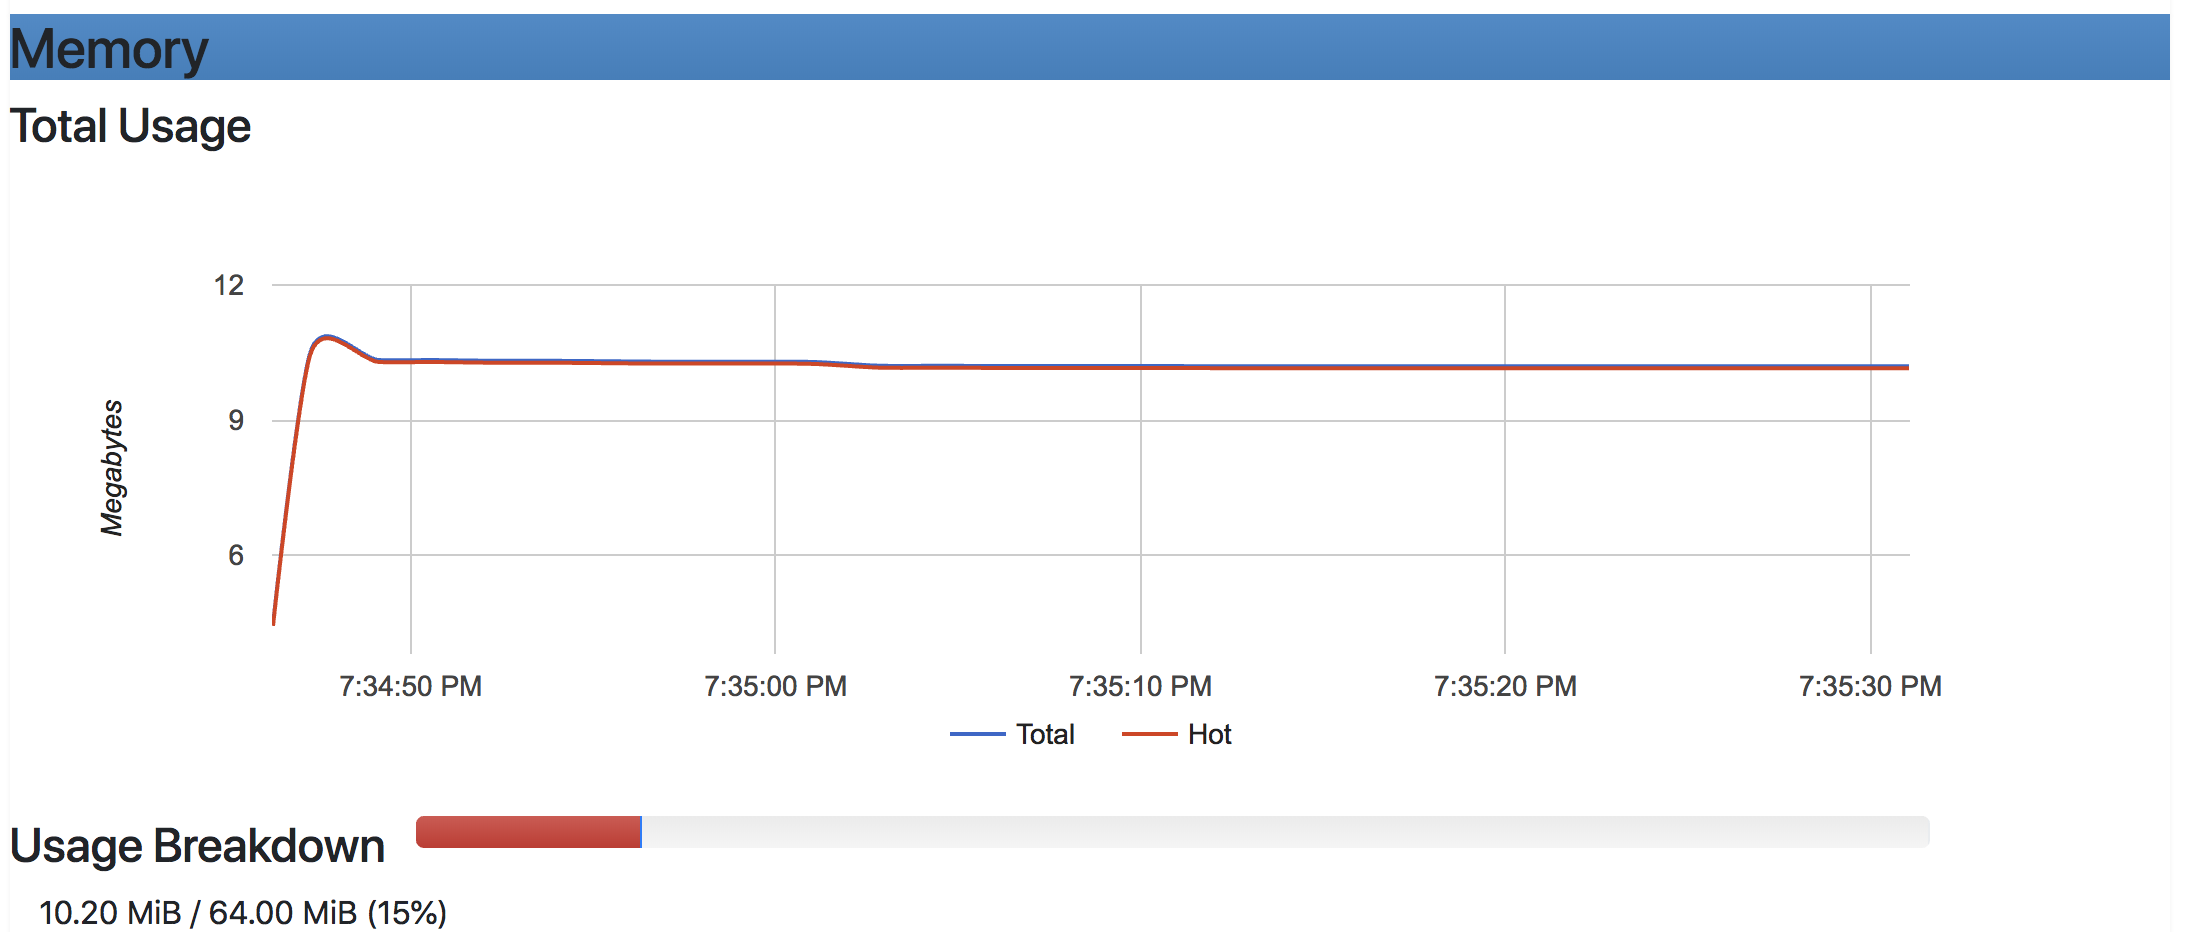 Memory
Total Usage
12
9
6
Megabytes
7:34:50 PM 7:35:00 PM 7:35:10 PM 7:35:20 PM 7:35:30 PM
Total Hot
Usage Breakdown
10.20 MiB / 64.00 MiB (15%)